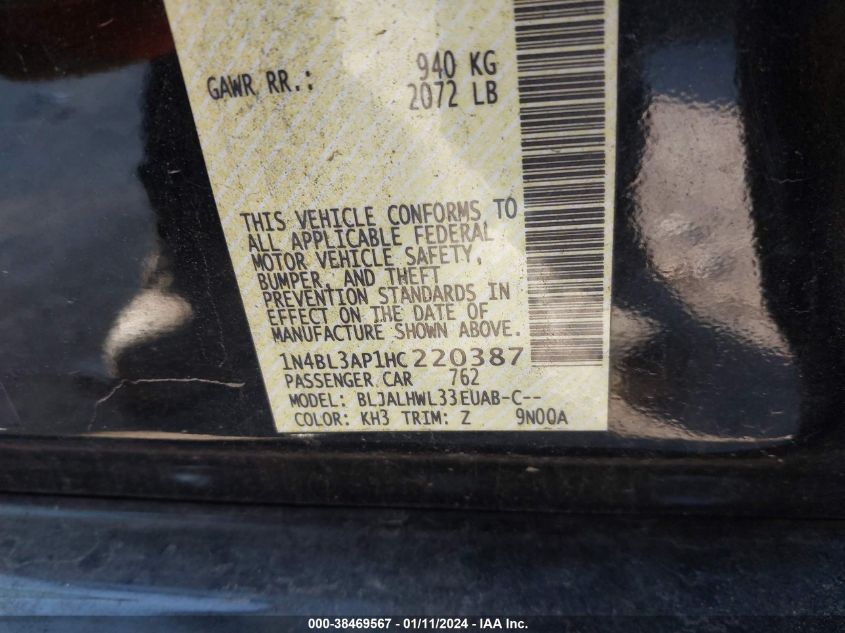 GAWR RR.: 940 KG
2072 LB
THIS VEHICLE CONFORMS TO
ALL APPLICABLE FEDERAL
MOTOR VEHICLE SAFETY,
BUMPER, AND THEFT
PREVENTION STANDARDS IN
EFFECT ON THE DATE OF
MANUFACTURE SHOWN ABOVE.
1N4BL3AP1HC220387
PASSENGER CAR 762
MODEL: BLJALHWL33EUAB-C--
COLOR: KH3 TRIM: Z 9N00A
000-38469567 - 01/11/2024 - IAA Inc.